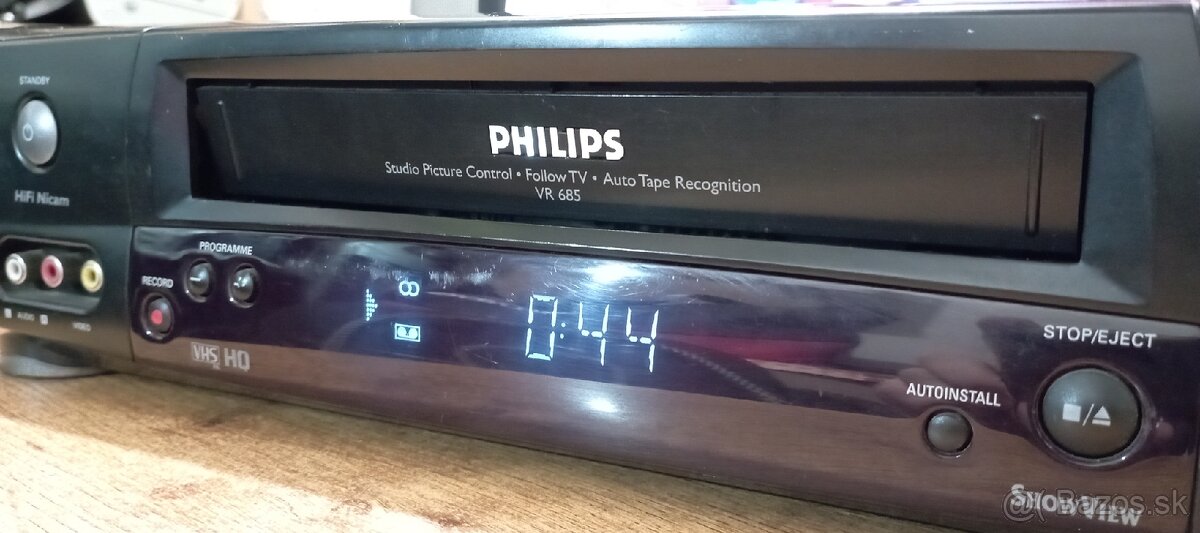 STANDBY
HiFi Nicam
AUDIO
VIDEO
PHILIPS
Studio Picture Control • Follow TV • Auto Tape Recognition
VR 685
PROGRAMME
RECORD
VHS HQ
0:44
STOP/EJECT
AUTOINSTALL
SHOWVIEW
Bazos.sk